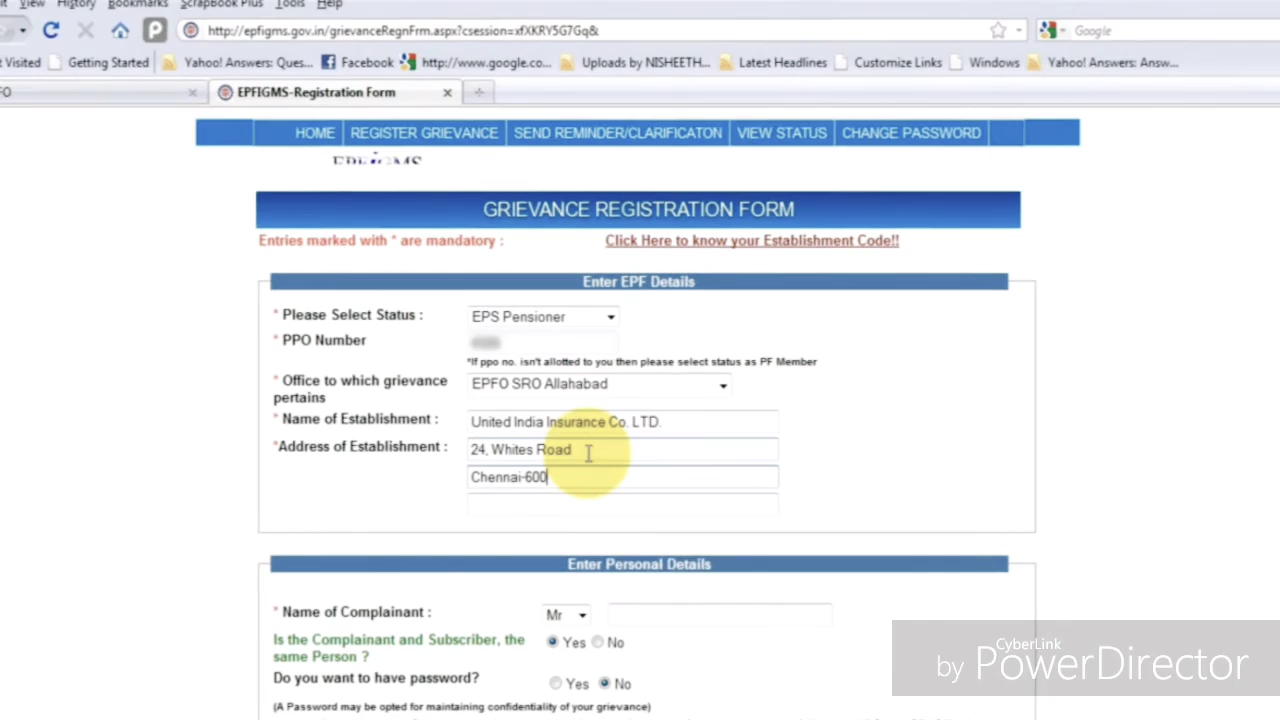 View History Bookmarks ScrapBook Plus Tools Help
http://epfigms.gov.in/grievanceRegnFrm.aspx?csession=xfXKRY5G7Gq& Google
Visited Getting Started Yahoo! Answers: Ques... Facebook http://www.google.co... Uploads by NISHEETH... Latest Headlines Customize Links Windows Yahoo! Answers: Answ...
FO EPFIGMS-Registration Form
HOME REGISTER GRIEVANCE SEND REMINDER/CLARIFICATON VIEW STATUS CHANGE PASSWORD
EPFiGMS
GRIEVANCE REGISTRATION FORM
Entries marked with * are mandatory : Click Here to know your Establishment Code!!
Enter EPF Details
* Please Select Status : EPS Pensioner
* PPO Number
*If ppo no. isn't allotted to you then please select status as PF Member
* Office to which grievance pertains EPFO SRO Allahabad
* Name of Establishment : United India Insurance Co. LTD.
*Address of Establishment : 24, Whites Road
Chennai-600
Enter Personal Details
* Name of Complainant : Mr
Is the Complainant and Subscriber, the same Person ? Yes No
Do you want to have password? Yes No
(A Password may be opted for maintaining confidentiality of your grievance)
CyberLink
by PowerDirector